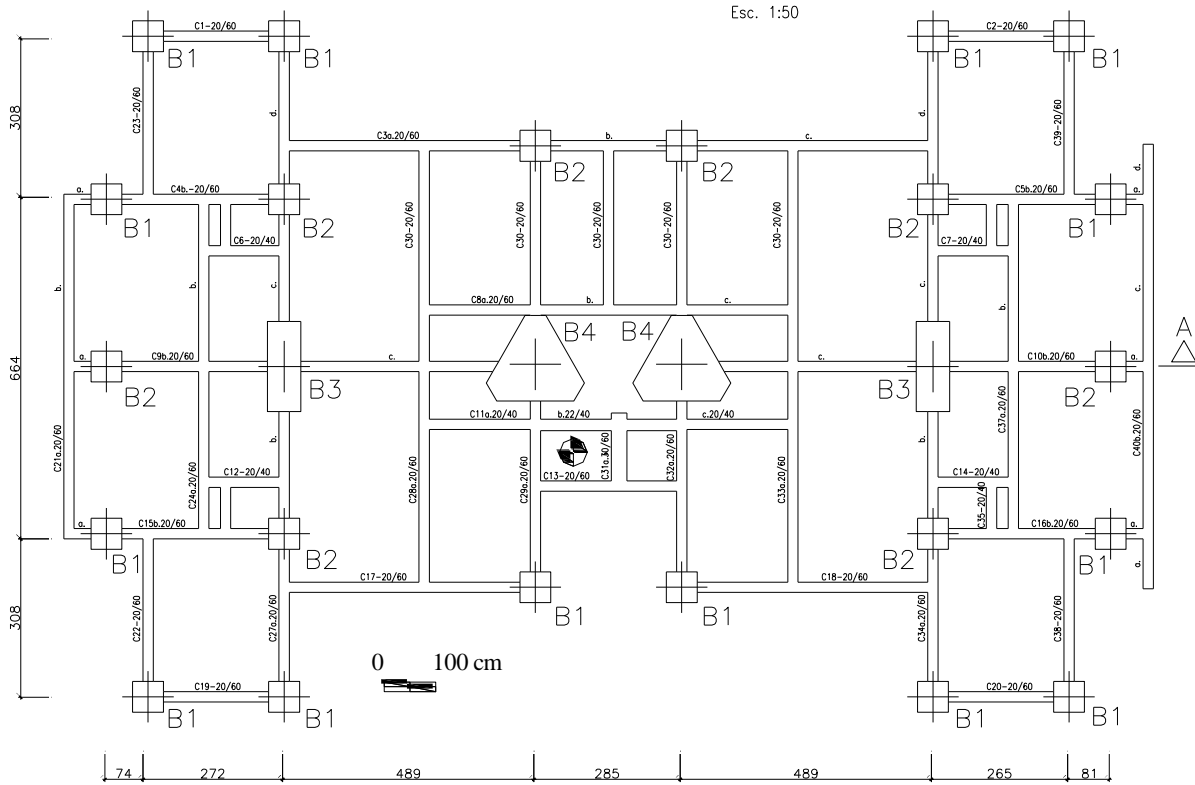 Esc. 1:50
C1-20/60
C2-20/60
B1
B1
B1
B1
308
C23-20/60
d.
d.
C39-20/60
C3a.20/60
b.
c.
B2
B2
d.
a.
C4b.-20/60
C5b.20/60
a.
B1
B2
B2
B1
C30-20/60
C30-20/60
C30-20/60
C30-20/60
C6-20/40
C7-20/40
b.
b.
c.
c.
b.
c.
C8a.20/60
b.
c.
B4
B4
A
664
a.
C9b.20/60
c.
c.
C10b.20/60
a.
B2
B3
B3
B2
C11a.20/40
b.22/40
c.20/40
b.
b.
C37a.20/60
C21a.20/60
C24a.20/60
C28a.20/60
C29a.20/60
C31a.30/60
C32a.20/60
C33a.20/60
C40b.20/60
C12-20/40
C13-20/60
C14-20/40
C35-20/40
a.
C15b.20/60
C16b.20/60
a.
B1
B2
B2
B1
a.
C17-20/60
C18-20/60
B1
B1
308
C22-20/60
C27a.20/60
C34a.20/60
C38-20/60
0 100 cm
C19-20/60
C20-20/60
B1
B1
B1
B1
74 272 489 285 489 265 81